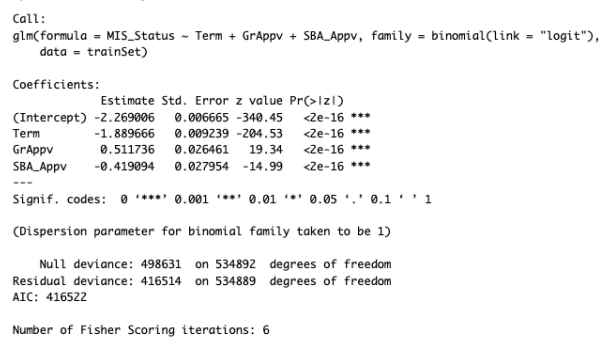 Call:
glm(formula = MIS_Status ~ Term + GrAppv + SBA_Appv, family = binomial(link = "logit"),
    data = trainSet)
Coefficients:
             Estimate Std. Error z value Pr(>|z|)
(Intercept) -2.269006   0.006665 -340.45   <2e-16 ***
Term        -1.889666   0.009239 -204.53   <2e-16 ***
GrAppv       0.511736   0.026461   19.34   <2e-16 ***
SBA_Appv    -0.419094   0.027954  -14.99   <2e-16 ***
---
Signif. codes:  0 ‘***’ 0.001 ‘**’ 0.01 ‘*’ 0.05 ‘.’ 0.1 ‘ ’ 1
(Dispersion parameter for binomial family taken to be 1)
    Null deviance: 498631  on 534892  degrees of freedom
Residual deviance: 416514  on 534889  degrees of freedom
AIC: 416522
Number of Fisher Scoring iterations: 6